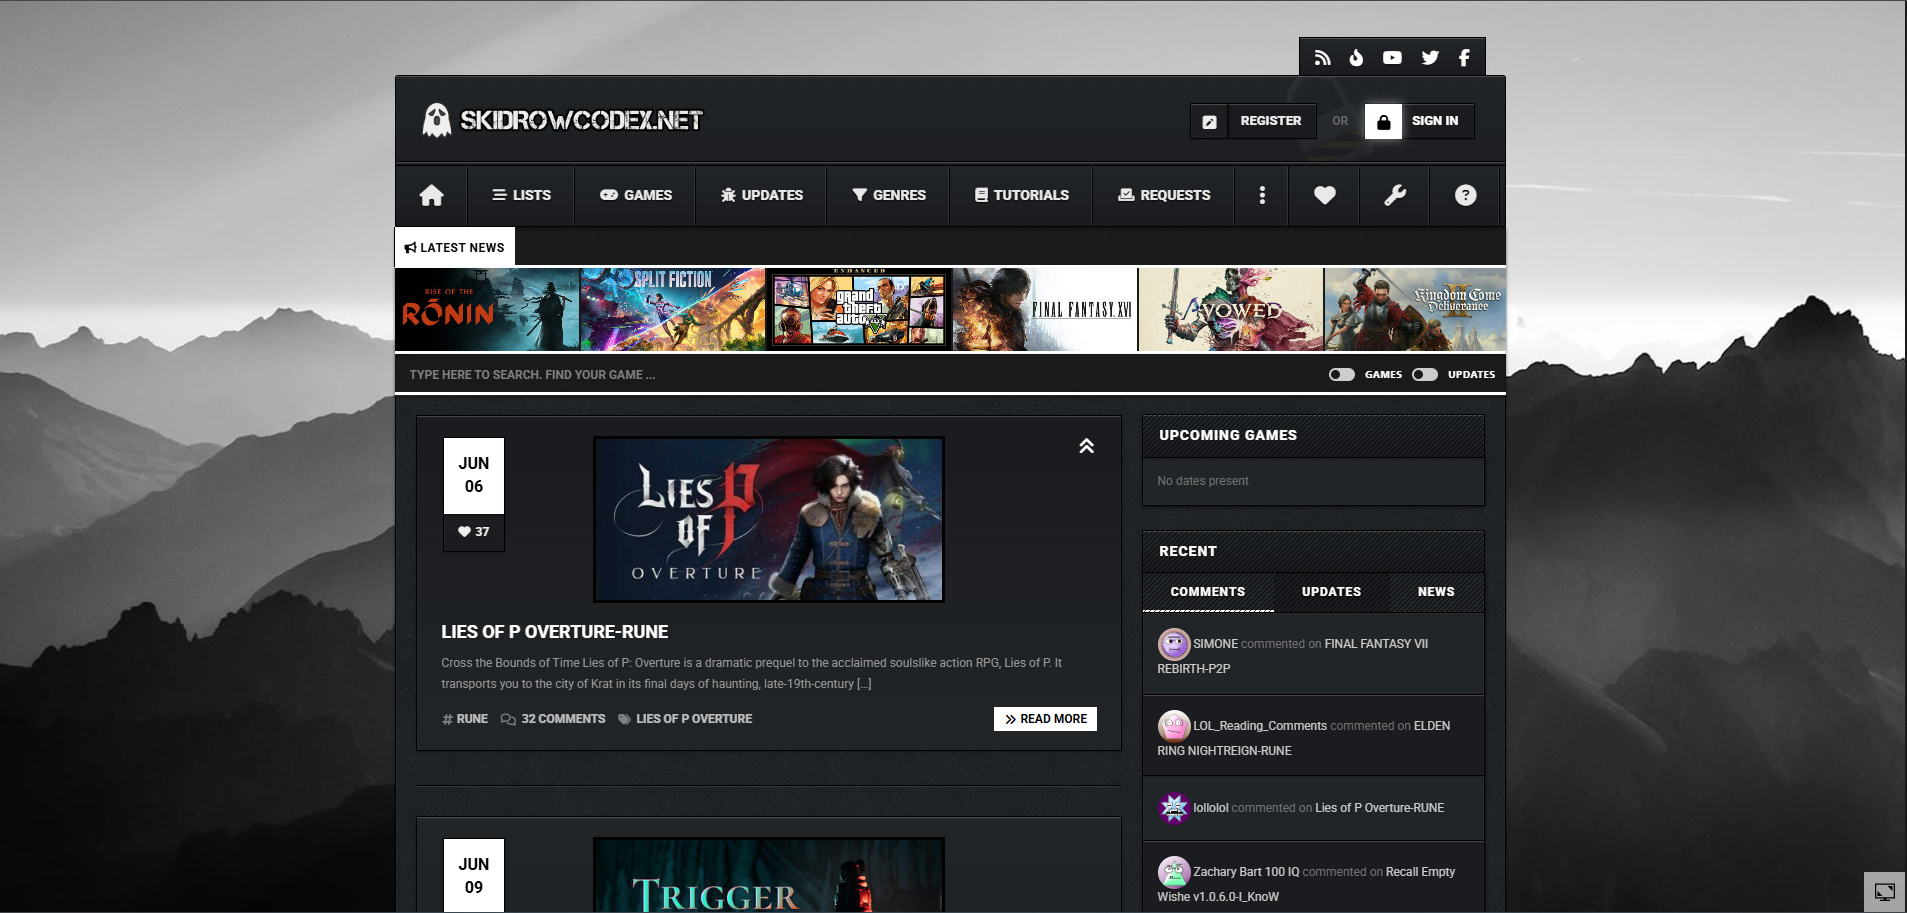 SKIDROWCODEX.NET
REGISTER OR SIGN IN
LISTS GAMES UPDATES GENRES TUTORIALS REQUESTS
LATEST NEWS
RISE OF THE
RŌNIN
SPLIT FICTION
ENHANCED
grand
theft
auto V
FINAL FANTASY XVI
AVOWED
Kingdom Come
Deliverance
II
TYPE HERE TO SEARCH. FIND YOUR GAME ...
GAMES UPDATES
JUN
06
37
LIES
OF P
OVERTURE
LIES OF P OVERTURE-RUNE
Cross the Bounds of Time Lies of P: Overture is a dramatic prequel to the acclaimed soulslike action RPG, Lies of P. It
transports you to the city of Krat in its final days of haunting, late-19th-century [...]
# RUNE 32 COMMENTS LIES OF P OVERTURE
READ MORE
JUN
09
TRIGGER
UPCOMING GAMES
No dates present
RECENT
COMMENTS UPDATES NEWS
SIMONE commented on FINAL FANTASY VII
REBIRTH-P2P
LOL_Reading_Comments commented on ELDEN
RING NIGHTREIGN-RUNE
lollolol commented on Lies of P Overture-RUNE
Zachary Bart 100 IQ commented on Recall Empty
Wishe v1.0.6.0-I_KnoW